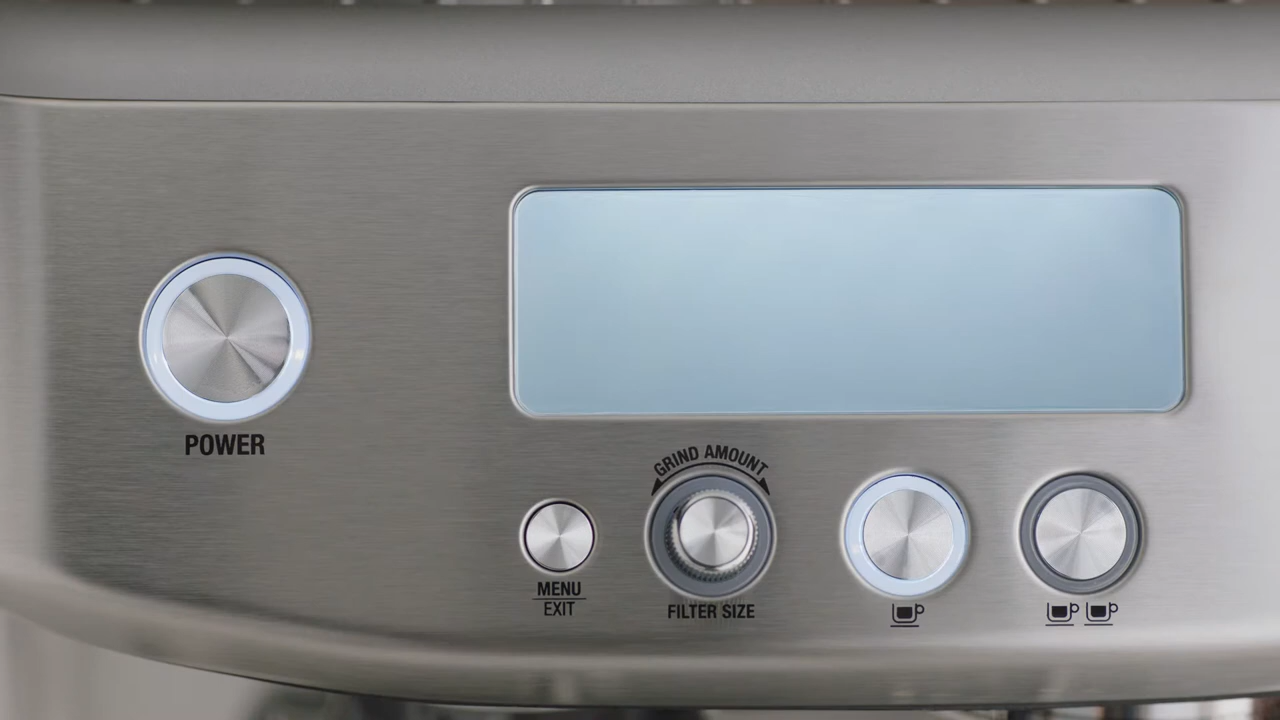 POWER
GRIND AMOUNT
MENU
EXIT
FILTER SIZE